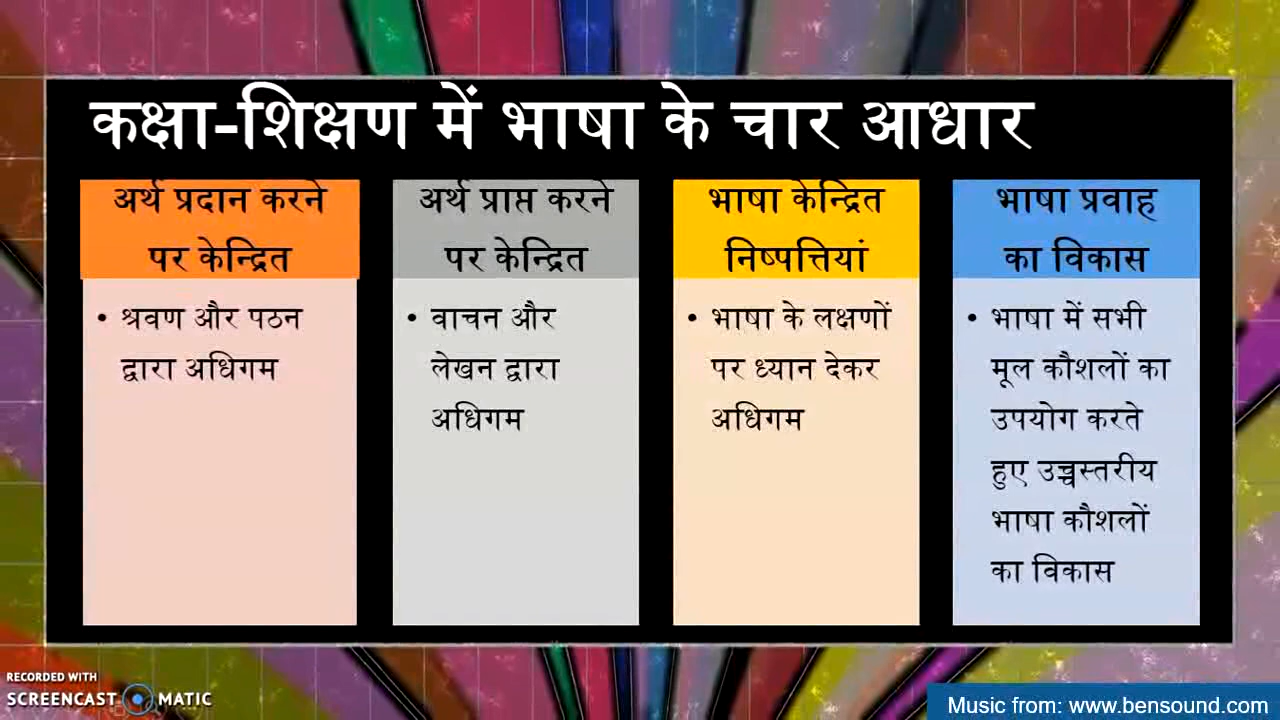 कक्षा-शिक्षण में भाषा के चार आधार
अर्थ प्रदान करने
पर केन्द्रित
• श्रवण और पठन
द्वारा अधिगम
अर्थ प्राप्त करने
पर केन्द्रित
• वाचन और
लेखन द्वारा
अधिगम
भाषा केन्द्रित
निष्पत्तियां
• भाषा के लक्षणों
पर ध्यान देकर
अधिगम
भाषा प्रवाह
का विकास
• भाषा में सभी
मूल कौशलों का
उपयोग करते
हुए उच्चस्तरीय
भाषा कौशलों
का विकास
RECORDED WITH
SCREENCAST MATIC
Music from: www.bensound.com